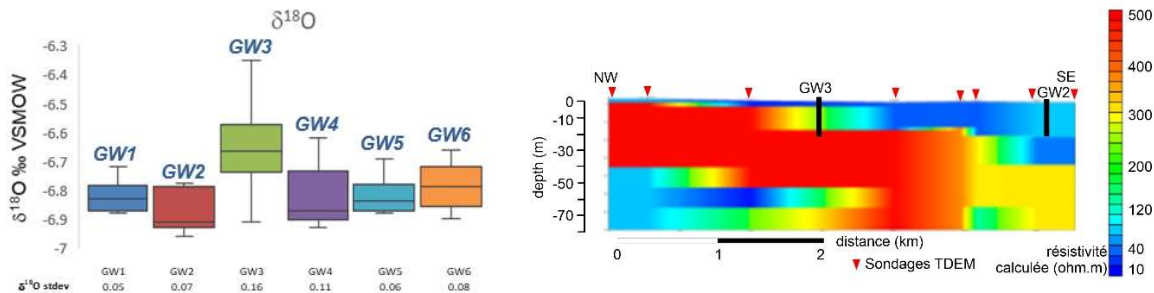 δ¹⁸O
δ¹⁸O ‰ VSMOW
-6.3
-6.4
-6.5
-6.6
-6.7
-6.8
-6.9
-7
GW1
GW2
GW3
GW4
GW5
GW6
GW1 GW2 GW3 GW4 GW5 GW6
δ¹⁸O stdev 0.05 0.07 0.16 0.11 0.06 0.08
NW
GW3
SE
GW2
depth (m)
0
-10
-30
-50
-70
distance (km)
0 1 2
Sondages TDEM
500
400
300
200
120
40
10
résistivité
calculée (ohm.m)